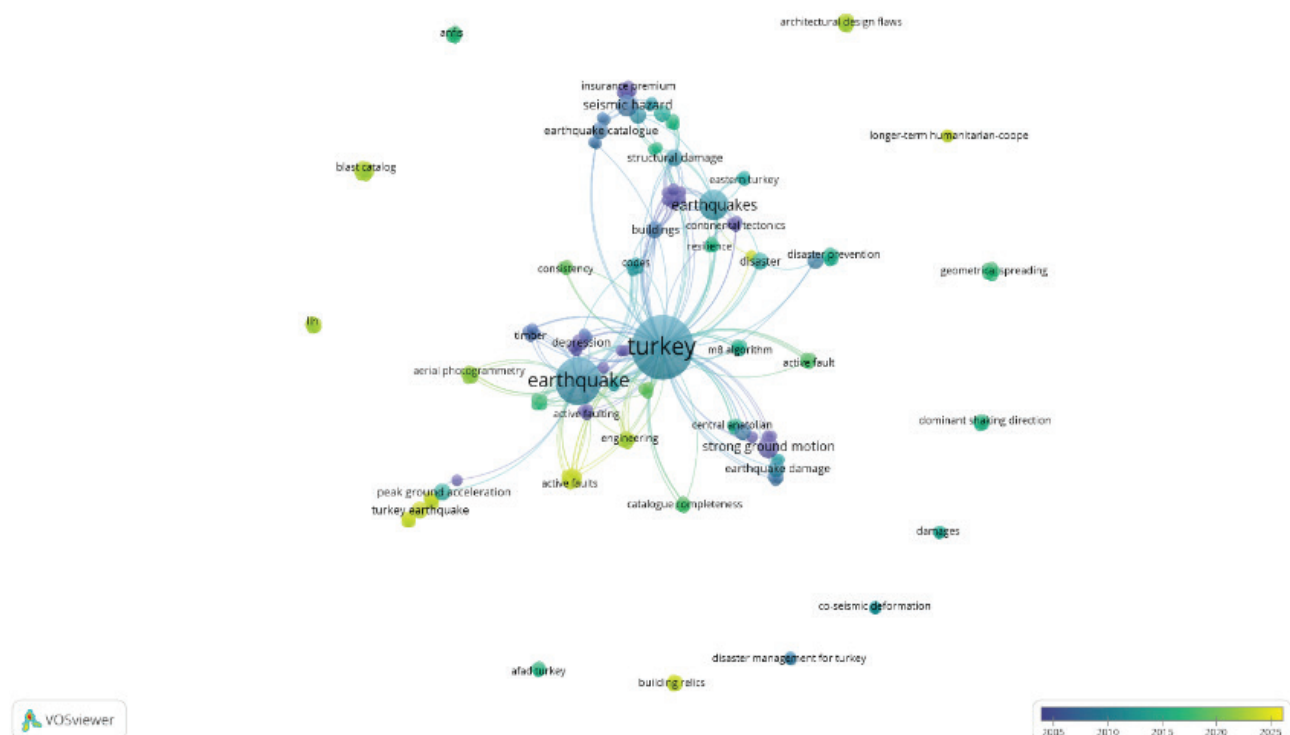 architectural design flaws
anfis
insurance premium
seismic hazard
earthquake catalogue
longer-term humanitarian-coope
structural damage
blast catalog
eastern turkey
earthquakes
continental tectonics
buildings
resilience
disaster prevention
codes
disaster
consistency
geometrical spreading
timber
depression
turkey
m8 algorithm
active fault
aerial photogrammetry
earthquake
active faulting
dominant shaking direction
central anatolian
engineering
strong ground motion
earthquake damage
active faults
peak ground acceleration
catalogue completeness
turkey earthquake
damages
co-seismic deformation
disaster management for turkey
afad turkey
building relics
VOSviewer
2005 2010 2015 2020 2025